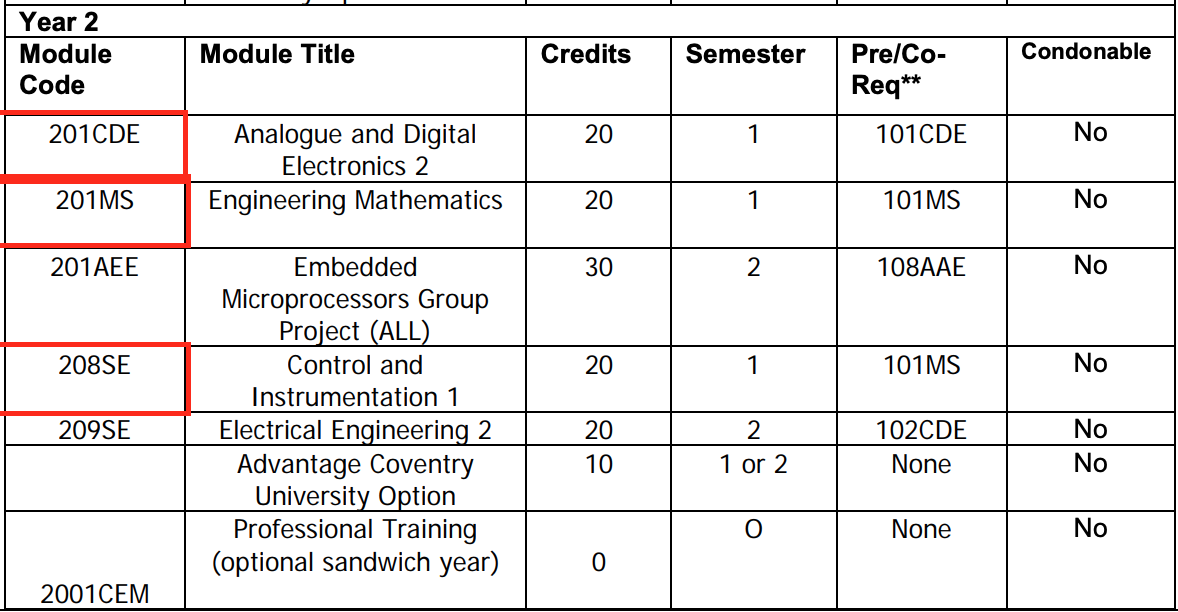 Year 2
Module Code Module Title Credits Semester Pre/Co-Req** Condonable
201CDE Analogue and Digital Electronics 2 20 1 101CDE No
201MS Engineering Mathematics 20 1 101MS No
201AEE Embedded Microprocessors Group Project (ALL) 30 2 108AAE No
208SE Control and Instrumentation 1 20 1 101MS No
209SE Electrical Engineering 2 20 2 102CDE No
Advantage Coventry University Option 10 1 or 2 None No
2001CEM Professional Training (optional sandwich year) 0 O None No